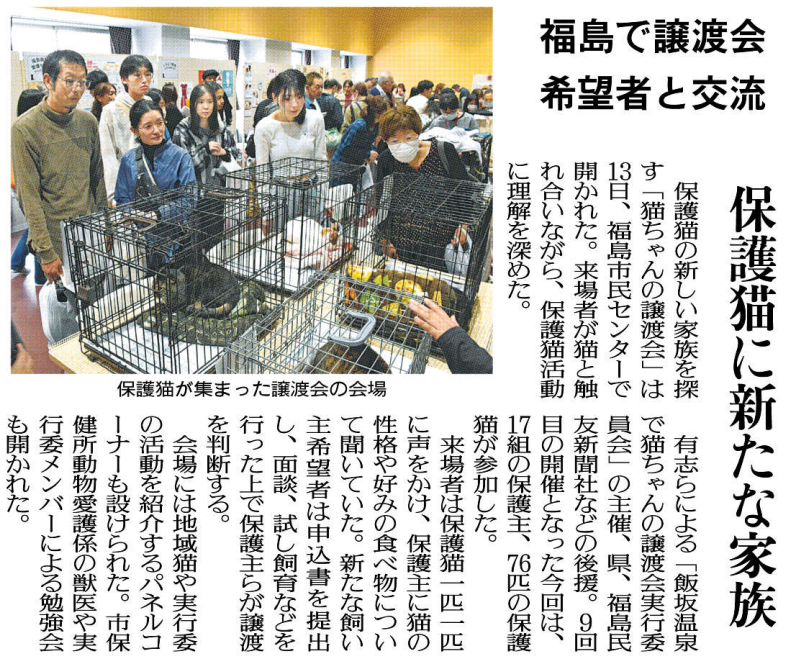 福島で譲渡会
希望者と交流
保護猫に新たな家族
保護猫の新しい家族を探
す「猫ちゃんの譲渡会」は
13日、福島市民センターで
開かれた。来場者が猫と触
れ合いながら、保護猫活動
に理解を深めた。
有志らによる「飯坂温泉
で猫ちゃんの譲渡会実行委
員会」の主催、県、福島民
友新聞社などの後援。９回
目の開催となった今回は、
17組の保護主、76匹の保護
猫が参加した。
来場者は保護猫一匹一匹
に声をかけ、保護主に猫の
性格や好みの食べ物につい
て聞いていた。新たな飼い
主希望者は申込書を提出
し、面談、試し飼育などを
行った上で保護主らが譲渡
を判断する。
会場には地域猫や実行委
の活動を紹介するパネルコ
ーナーも設けられた。市保
健所動物愛護係の獣医や実
行委メンバーによる勉強会
も開かれた。
保護猫が集まった譲渡会の会場